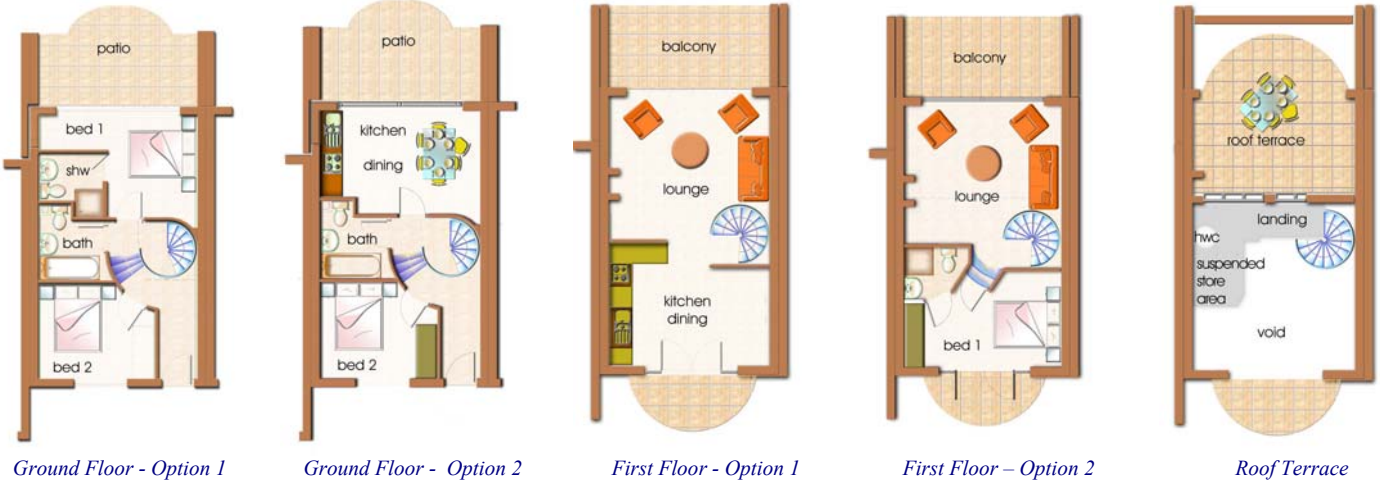 patio
bed 1
shw
bath
bed 2
Ground Floor - Option 1
patio
kitchen
dining
bath
bed 2
Ground Floor - Option 2
balcony
lounge
kitchen
dining
First Floor - Option 1
balcony
lounge
bed 1
First Floor – Option 2
roof terrace
landing
hwc
suspended
store
area
void
Roof Terrace